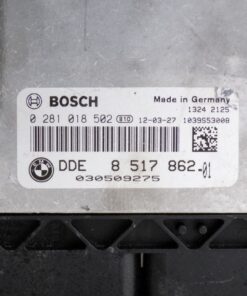 BOSCH
Made in Germany
1324 2125
0 281 018 502 810 12-03-27 1039S53008
DDE 8 517 862-01
030509275